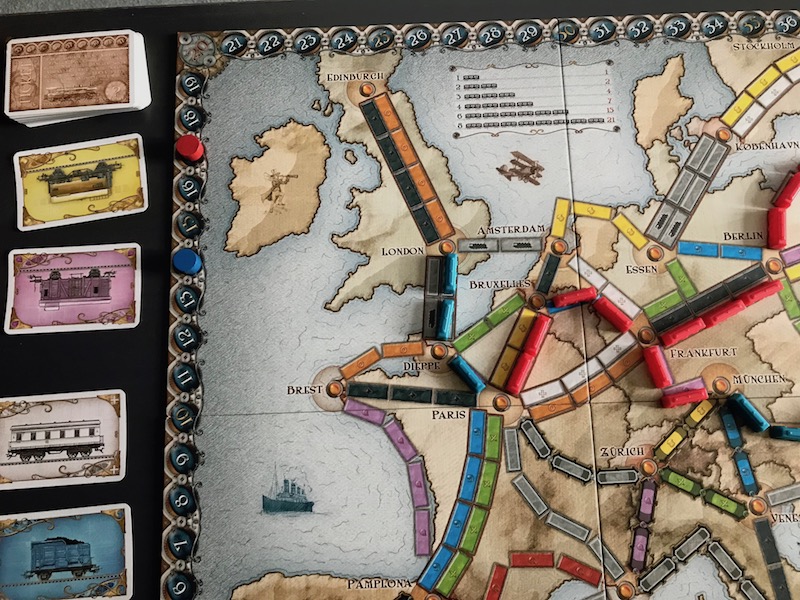 21 22 23 24 25 26 27 28 29 30 31 32 33 34 35
19
18
16
15
13
12
11
10
9
8
7
6
1 1
2 2
3 4
4 7
6 15
8 21
STOCKHOLM
EDINBURGH
KØBENHAVN
AMSTERDAM
LONDON
BERLIN
ESSEN
BRUXELLES
FRANKFURT
DIEPPE
MÜNCHEN
BREST
PARIS
ZÜRICH
VENE
PAMPLONA